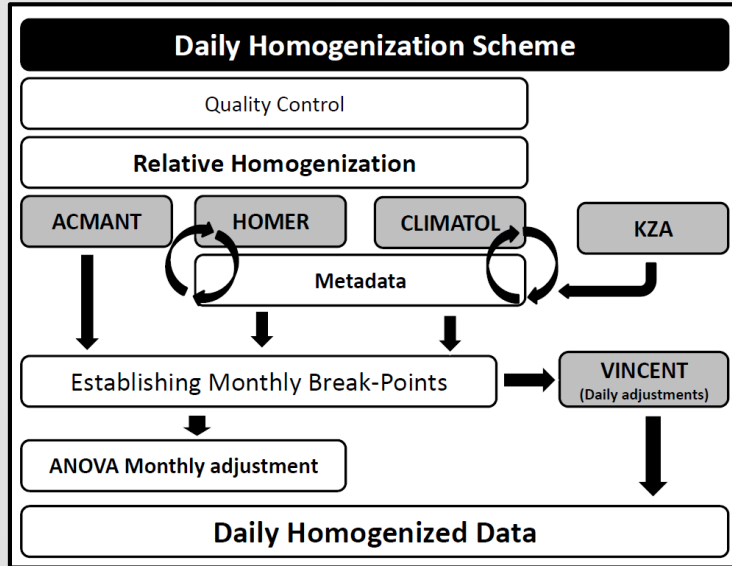 Daily Homogenization Scheme
Quality Control
Relative Homogenization
ACMANT
HOMER
CLIMATOL
KZA
Metadada
Establishing Monthly Break-Points
VINCENT
(Daily adjustments)
ANOVA Monthly adjustment
Daily Homogenized Data